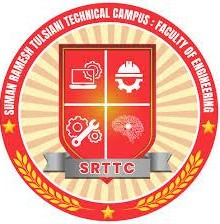 SUMAN RAMESH TULSIANI TECHNICAL CAMPUS : FACULTY OF ENGINEERING
SRTTC